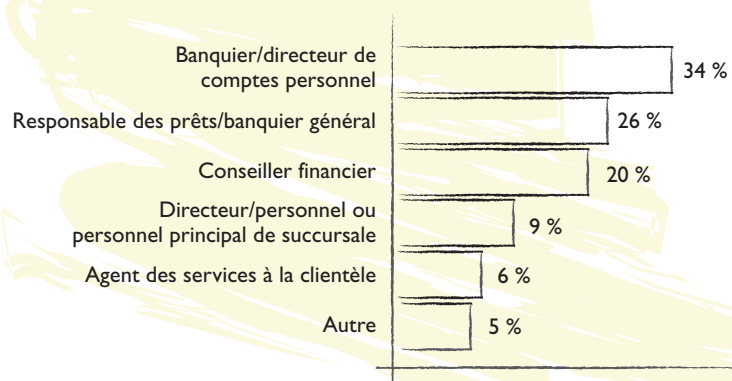 Banquier/directeur de
comptes personnel
34 %
Responsable des prêts/banquier général
26 %
Conseiller financier
20 %
Directeur/personnel ou
personnel principal de succursale
9 %
Agent des services à la clientèle
6 %
Autre
5 %